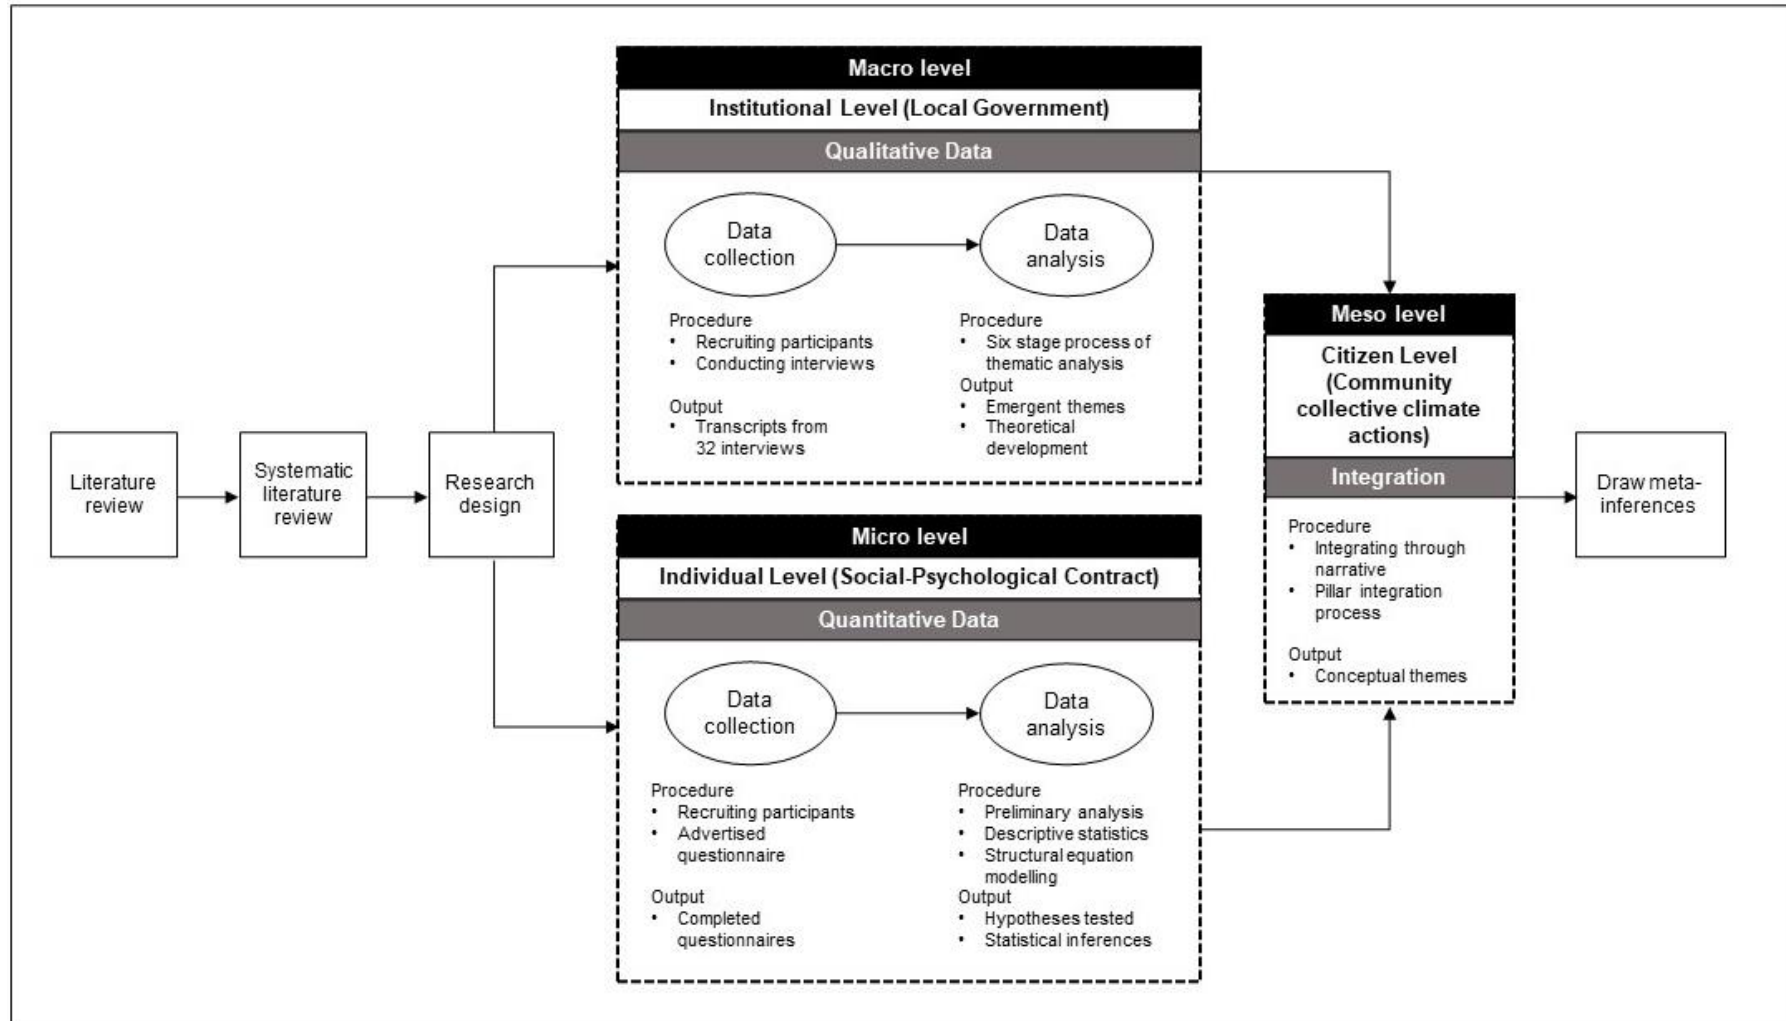 Literature
review
Systematic
literature
review
Research
design
Macro level
Institutional Level (Local Government)
Qualitative Data
Data
collection
Data
analysis
Procedure
• Recruiting participants
• Conducting interviews
Output
• Transcripts from
32 interviews
Procedure
• Six stage process of
thematic analysis
Output
• Emergent themes
• Theoretical
development
Micro level
Individual Level (Social-Psychological Contract)
Quantitative Data
Data
collection
Data
analysis
Procedure
• Recruiting participants
• Advertised
questionnaire
Output
• Completed
questionnaires
Procedure
• Preliminary analysis
• Descriptive statistics
• Structural equation
modelling
Output
• Hypotheses tested
• Statistical inferences
Meso level
Citizen Level
(Community
collective climate
actions)
Integration
Procedure
• Integrating through
narrative
• Pillar integration
process
Output
• Conceptual themes
Draw meta-
inferences